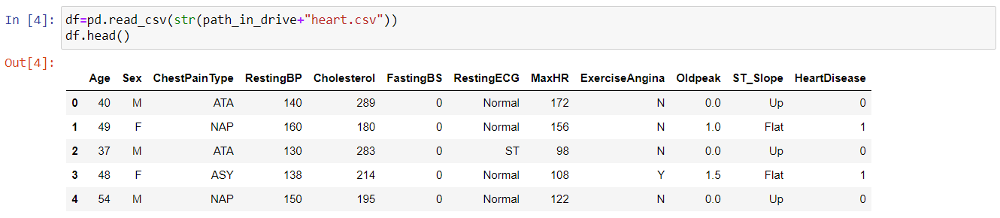 In [4]: df=pd.read_csv(str(path_in_drive+"heart.csv"))
df.head()
Out[4]:
Age Sex ChestPainType RestingBP Cholesterol FastingBS RestingECG MaxHR ExerciseAngina Oldpeak ST_Slope HeartDisease
0 40 M ATA 140 289 0 Normal 172 N 0.0 Up 0
1 49 F NAP 160 180 0 Normal 156 N 1.0 Flat 1
2 37 M ATA 130 283 0 ST 98 N 0.0 Up 0
3 48 F ASY 138 214 0 Normal 108 Y 1.5 Flat 1
4 54 M NAP 150 195 0 Normal 122 N 0.0 Up 0